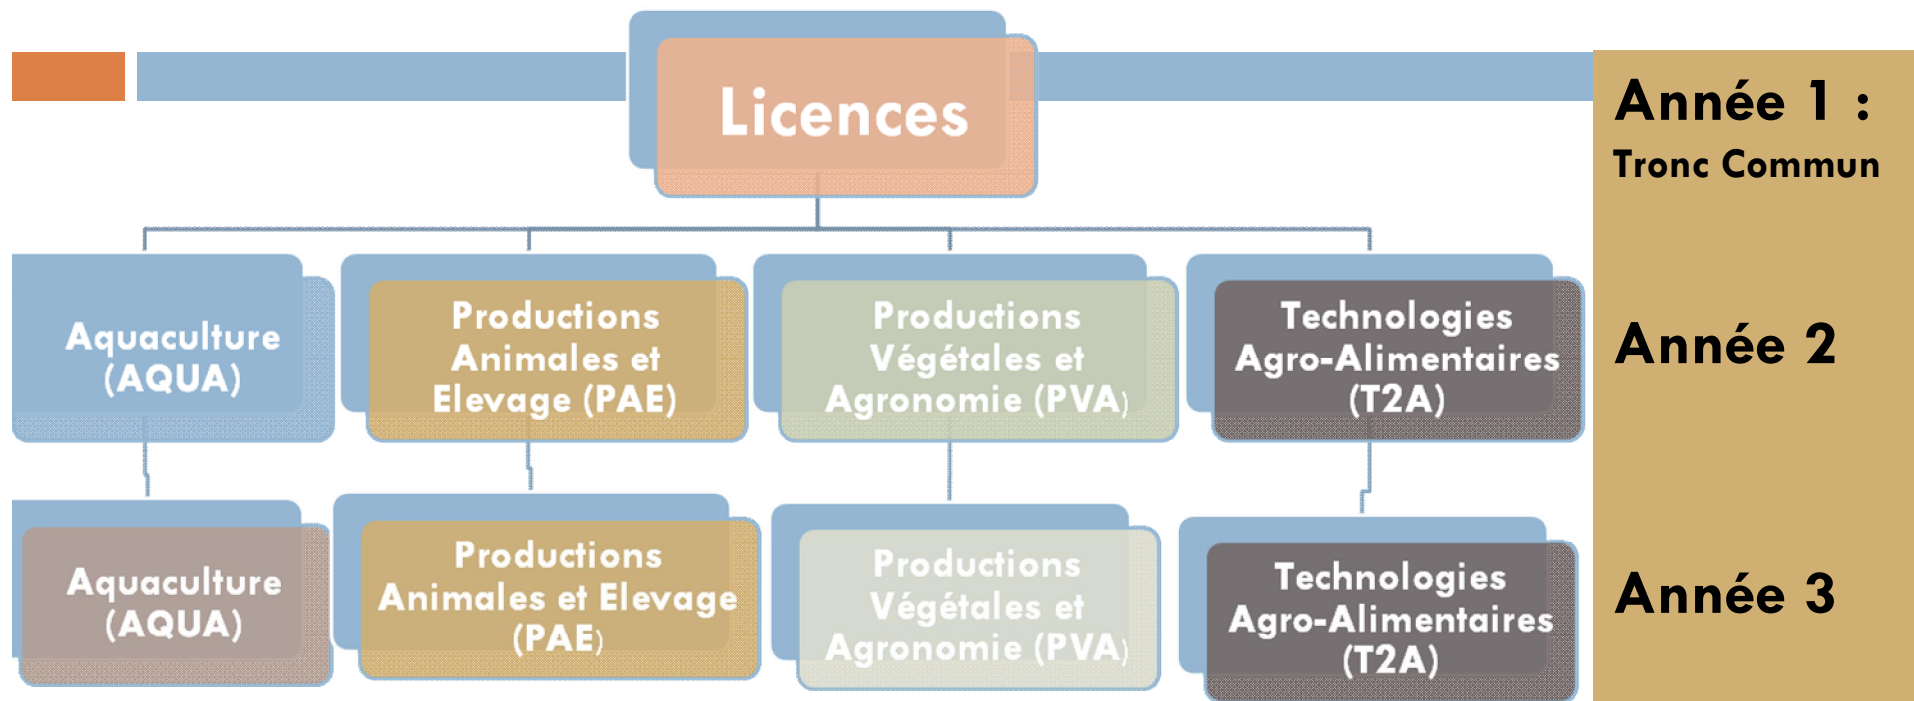 Licences
Année 1 :
Tronc Commun
Aquaculture
(AQUA)
Productions
Animales et
Elevage (PAE)
Productions
Végétales et
Agronomie (PVA)
Technologies
Agro-Alimentaires
(T2A)
Année 2
Aquaculture
(AQUA)
Productions
Animales et Elevage
(PAE)
Productions
Végétales et
Agronomie (PVA)
Technologies
Agro-Alimentaires
(T2A)
Année 3